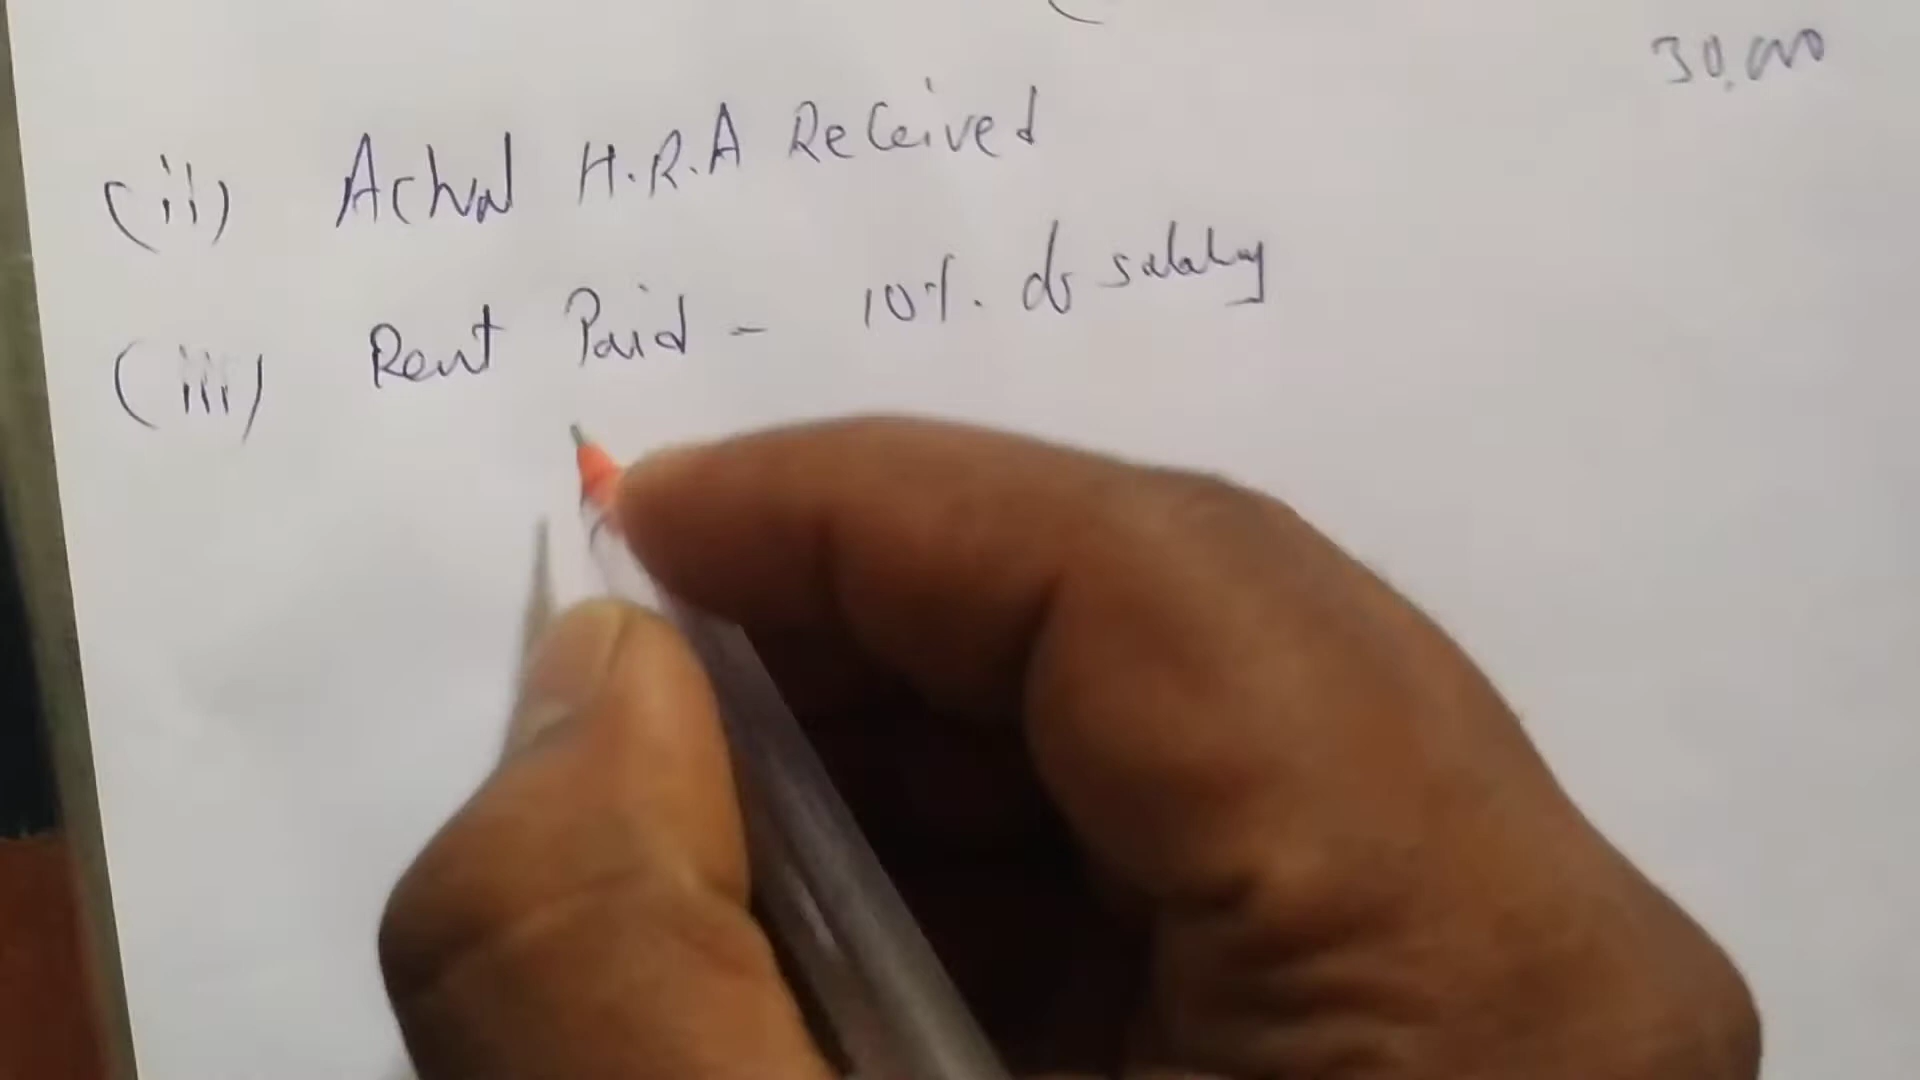 30,000
(ii) Actual H.R.A Received
(iii) Rent Paid - 10%. of salary